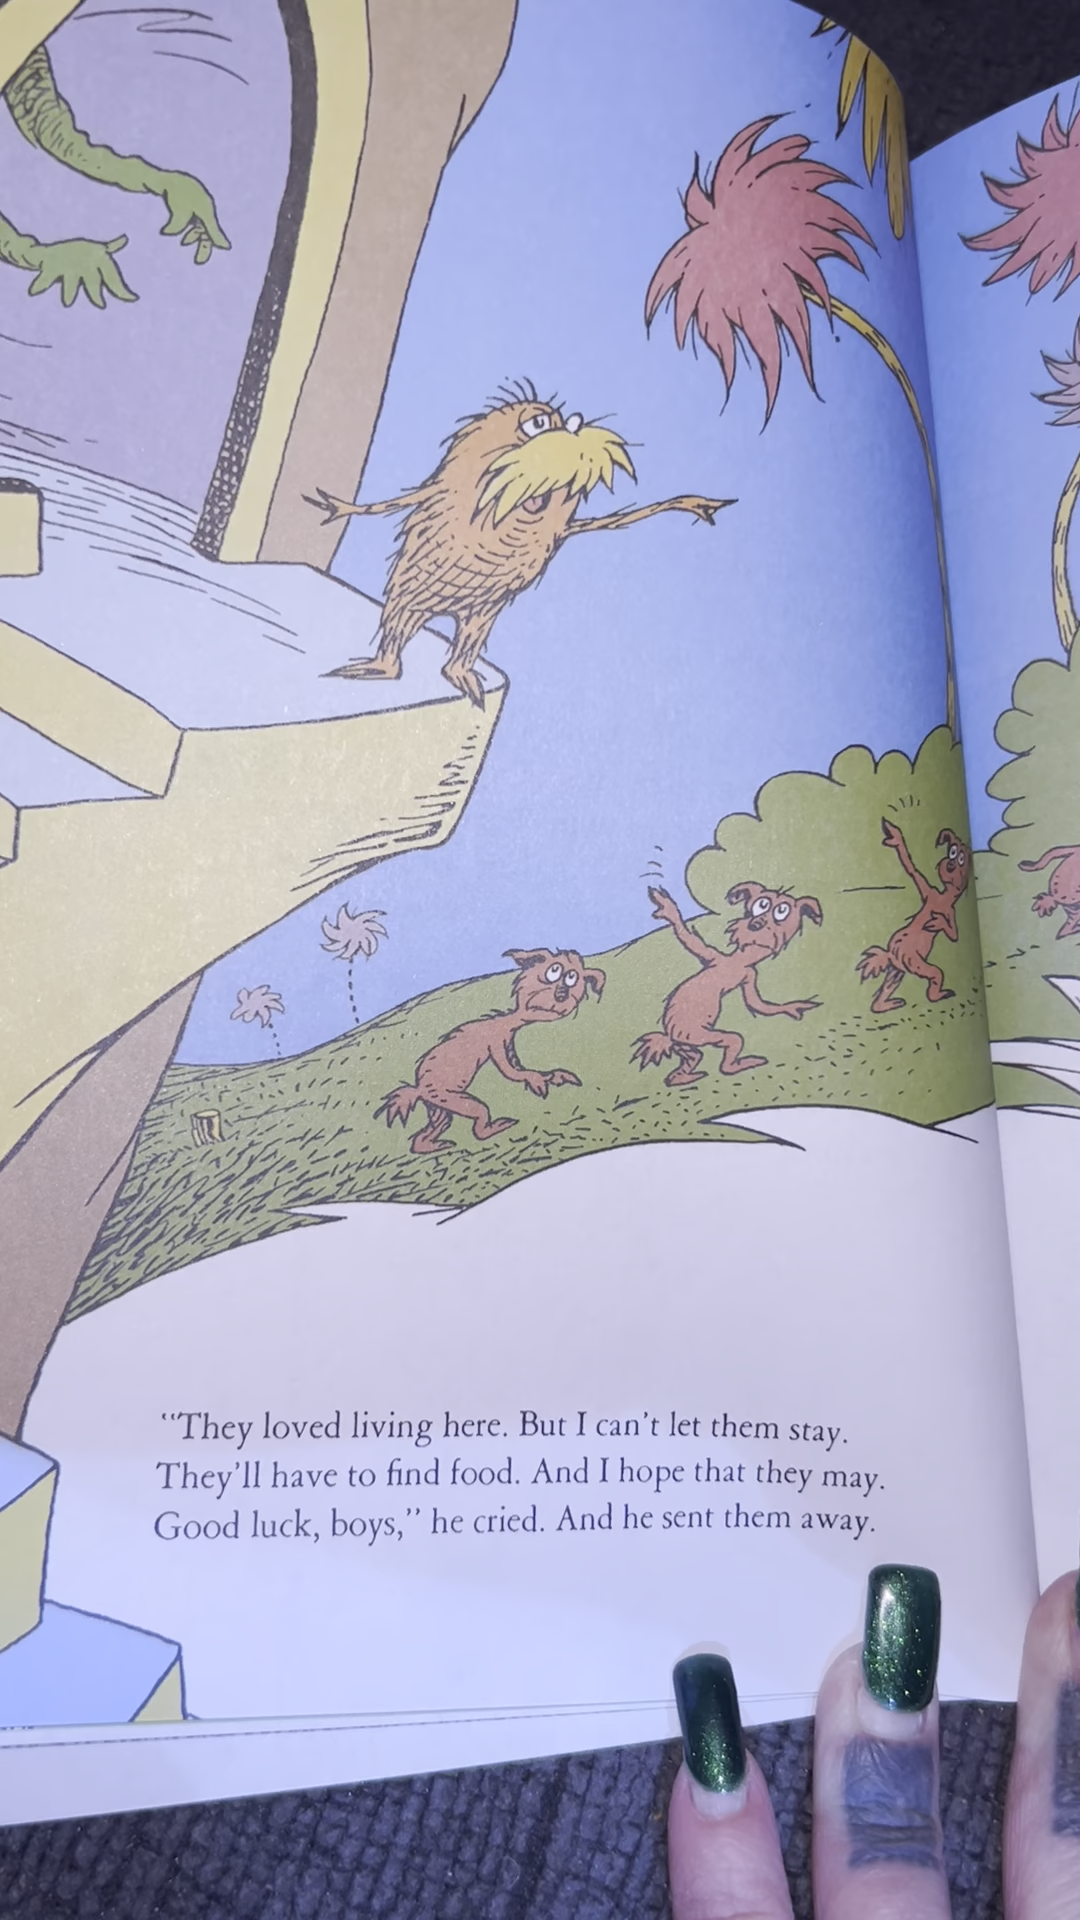 “They loved living here. But I can’t let them stay.
They’ll have to find food. And I hope that they may.
Good luck, boys,” he cried. And he sent them away.